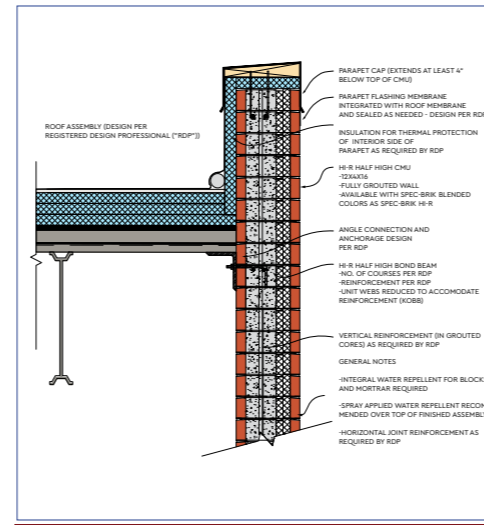 PARAPET CAP (EXTENDS AT LEAST 4"
BELOW TOP OF CMU)
PARAPET FLASHING MEMBRANE
INTEGRATED WITH ROOF MEMBRANE
AND SEALED AS NEEDED - DESIGN PER RDP
ROOF ASSEMBLY (DESIGN PER
REGISTERED DESIGN PROFESSIONAL ("RDP"))
INSULATION FOR THERMAL PROTECTION
OF INTERIOR SIDE OF
PARAPET AS REQUIRED BY RDP
HI-R HALF HIGH CMU
-12X4X16
-FULLY GROUTED WALL
-AVAILABLE WITH SPEC-BRIK BLENDED
COLORS AS SPEC-BRIK HI-R
ANGLE CONNECTION AND
ANCHORAGE DESIGN
PER RDP
HI-R HALF HIGH BOND BEAM
-NO. OF COURSES PER RDP
-REINFORCEMENT PER RDP
-UNIT WEBS REDUCED TO ACCOMODATE
REINFORCEMENT (KOBB)
VERTICAL REINFORCEMENT (IN GROUTED
CORES) AS REQUIRED BY RDP
GENERAL NOTES
-INTEGRAL WATER REPELLENT FOR BLOCK
AND MORTRAR REQUIRED
-SPRAY APPLIED WATER REPELLENT RECOM
MENDED OVER TOP OF FINISHED ASSEMBL
-HORIZONTAL JOINT REINFORCEMENT AS
REQUIRED BY RDP